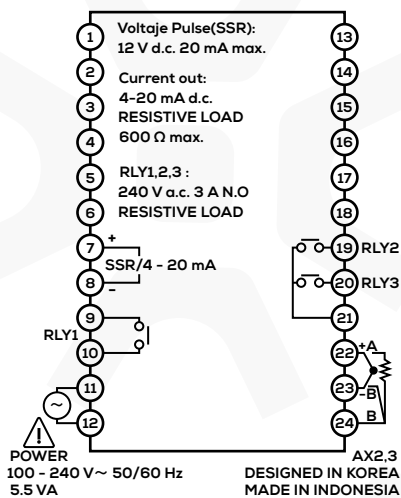 1
Voltaje Pulse(SSR):
12 V d.c. 20 mA max.
13
2
Current out:
14
3
4-20 mA d.c.
RESISTIVE LOAD
15
4
600 Ω max.
16
5
RLY1,2,3 :
240 V a.c. 3 A N.O
17
6
RESISTIVE LOAD
18
7
+
SSR/4 - 20 mA
8
–
19
RLY2
20
RLY3
9
RLY1
10
21
11
~
12
22
+A
23
-B
24
B
POWER
100 - 240 V~ 50/60 Hz
5.5 VA
AX2,3
DESIGNED IN KOREA
MADE IN INDONESIA